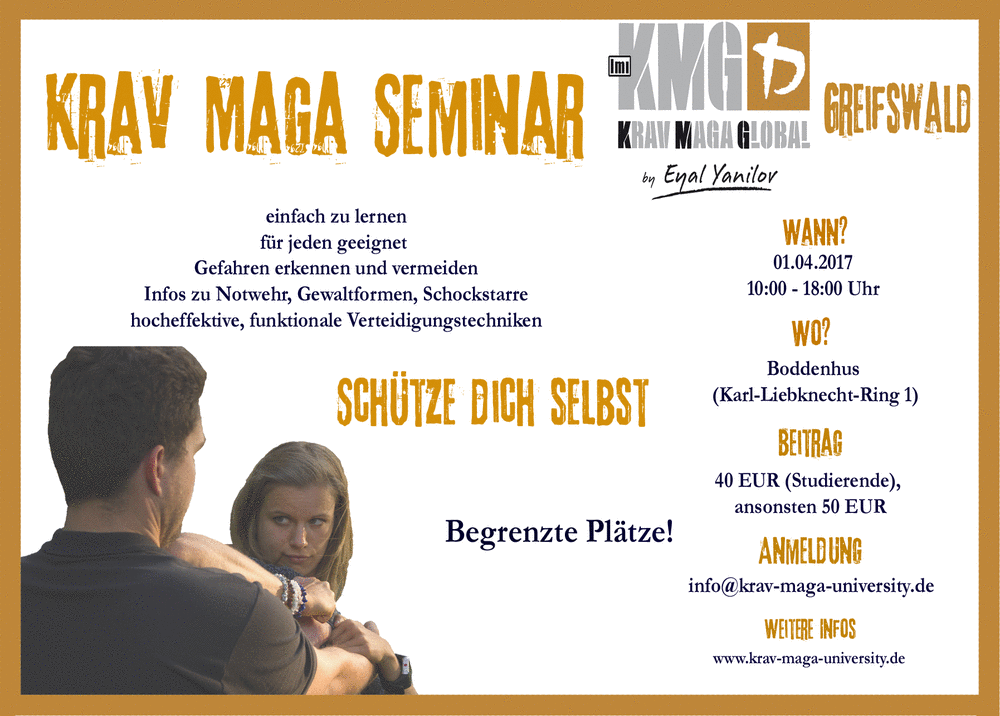 KRAV MAGA SEMINAR
Imi
KMG
KRAV MAGA GLOBAL
by Eyal Yanilov
GREIFSWALD
einfach zu lernen
für jeden geeignet
Gefahren erkennen und vermeiden
Infos zu Notwehr, Gewaltformen, Schockstarre
hocheffektive, funktionale Verteidigungstechniken
SCHÜTZE DICH SELBST
Begrenzte Plätze!
WANN?
01.04.2017
10:00 - 18:00 Uhr
WO?
Boddenhus
(Karl-Liebknecht-Ring 1)
BEITRAG
40 EUR (Studierende),
ansonsten 50 EUR
ANMELDUNG
info@krav-maga-university.de
WEITERE INFOS
www.krav-maga-university.de